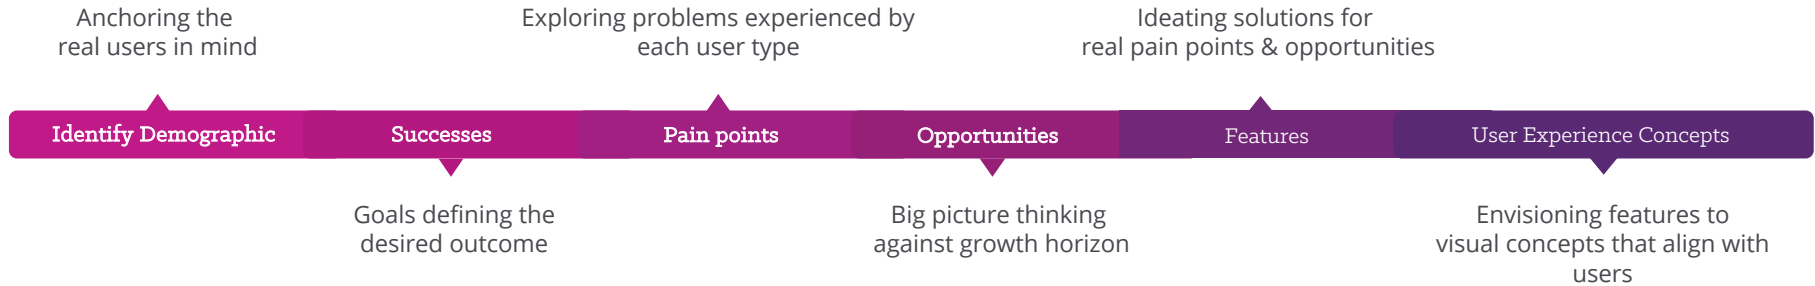 Anchoring the
real users in mind
Exploring problems experienced by
each user type
Ideating solutions for
real pain points & opportunities
Identify Demographic
Successes
Pain points
Opportunities
Features
User Experience Concepts
Goals defining the
desired outcome
Big picture thinking
against growth horizon
Envisioning features to
visual concepts that align with
users